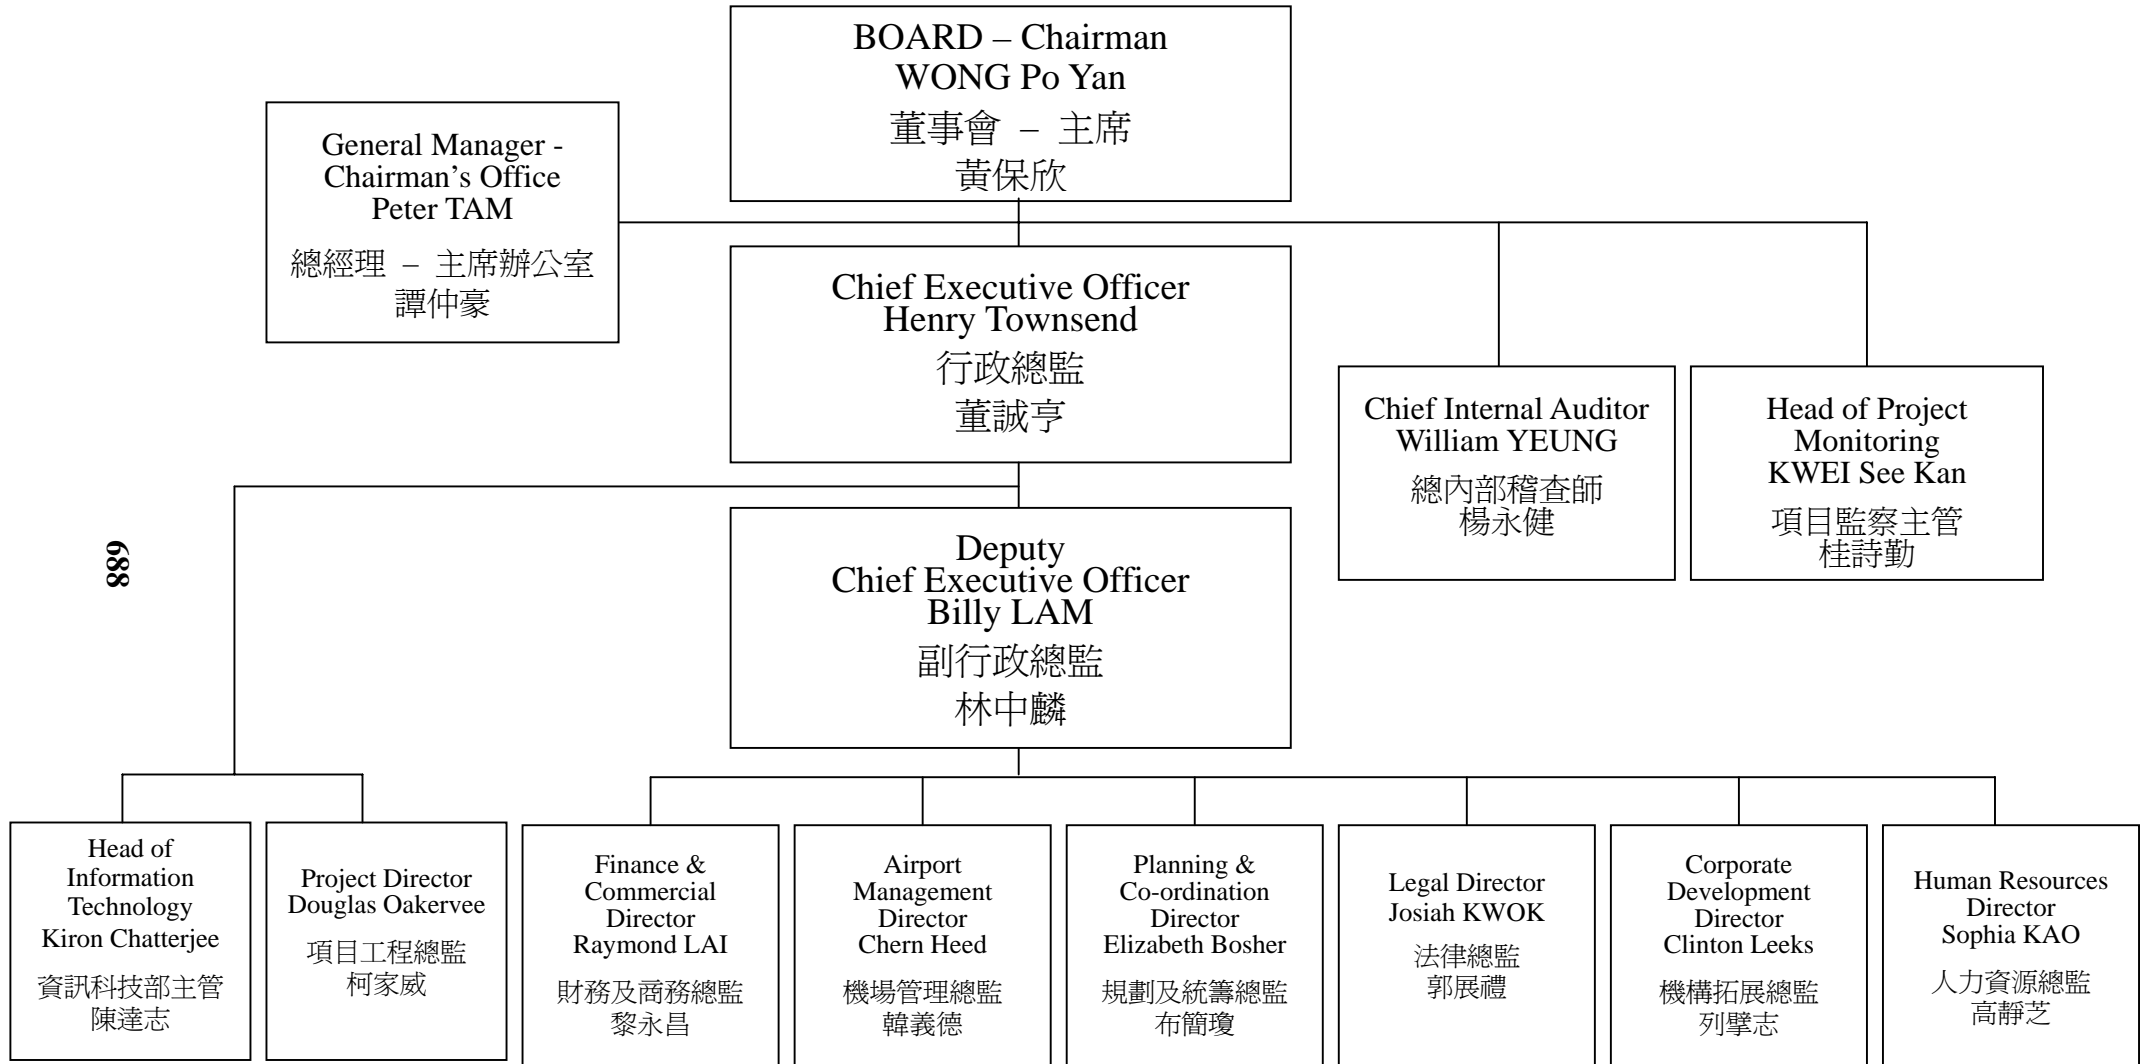 BOARD – Chairman
WONG Po Yan
董事會 – 主席
黃保欣
General Manager -
Chairman's Office
Peter TAM
總經理 – 主席辦公室
譚仲豪
Chief Executive Officer
Henry Townsend
行政總監
董誠亨
Chief Internal Auditor
William YEUNG
總內部稽查師
楊永健
Head of Project
Monitoring
KWEI See Kan
項目監察主管
桂詩勤
689
Deputy
Chief Executive Officer
Billy LAM
副行政總監
林中麟
Head of
Information
Technology
Kiron Chatterjee
資訊科技部主管
陳達志
Project Director
Douglas Oakervee
項目工程總監
柯家威
Finance &
Commercial
Director
Raymond LAI
財務及商務總監
黎永昌
Airport
Management
Director
Chern Heed
機場管理總監
韓義德
Planning &
Co-ordination
Director
Elizabeth Bosher
規劃及統籌總監
布簡瓊
Legal Director
Josiah KWOK
法律總監
郭展禮
Corporate
Development
Director
Clinton Leeks
機構拓展總監
列擘志
Human Resources
Director
Sophia KAO
人力資源總監
高靜芝